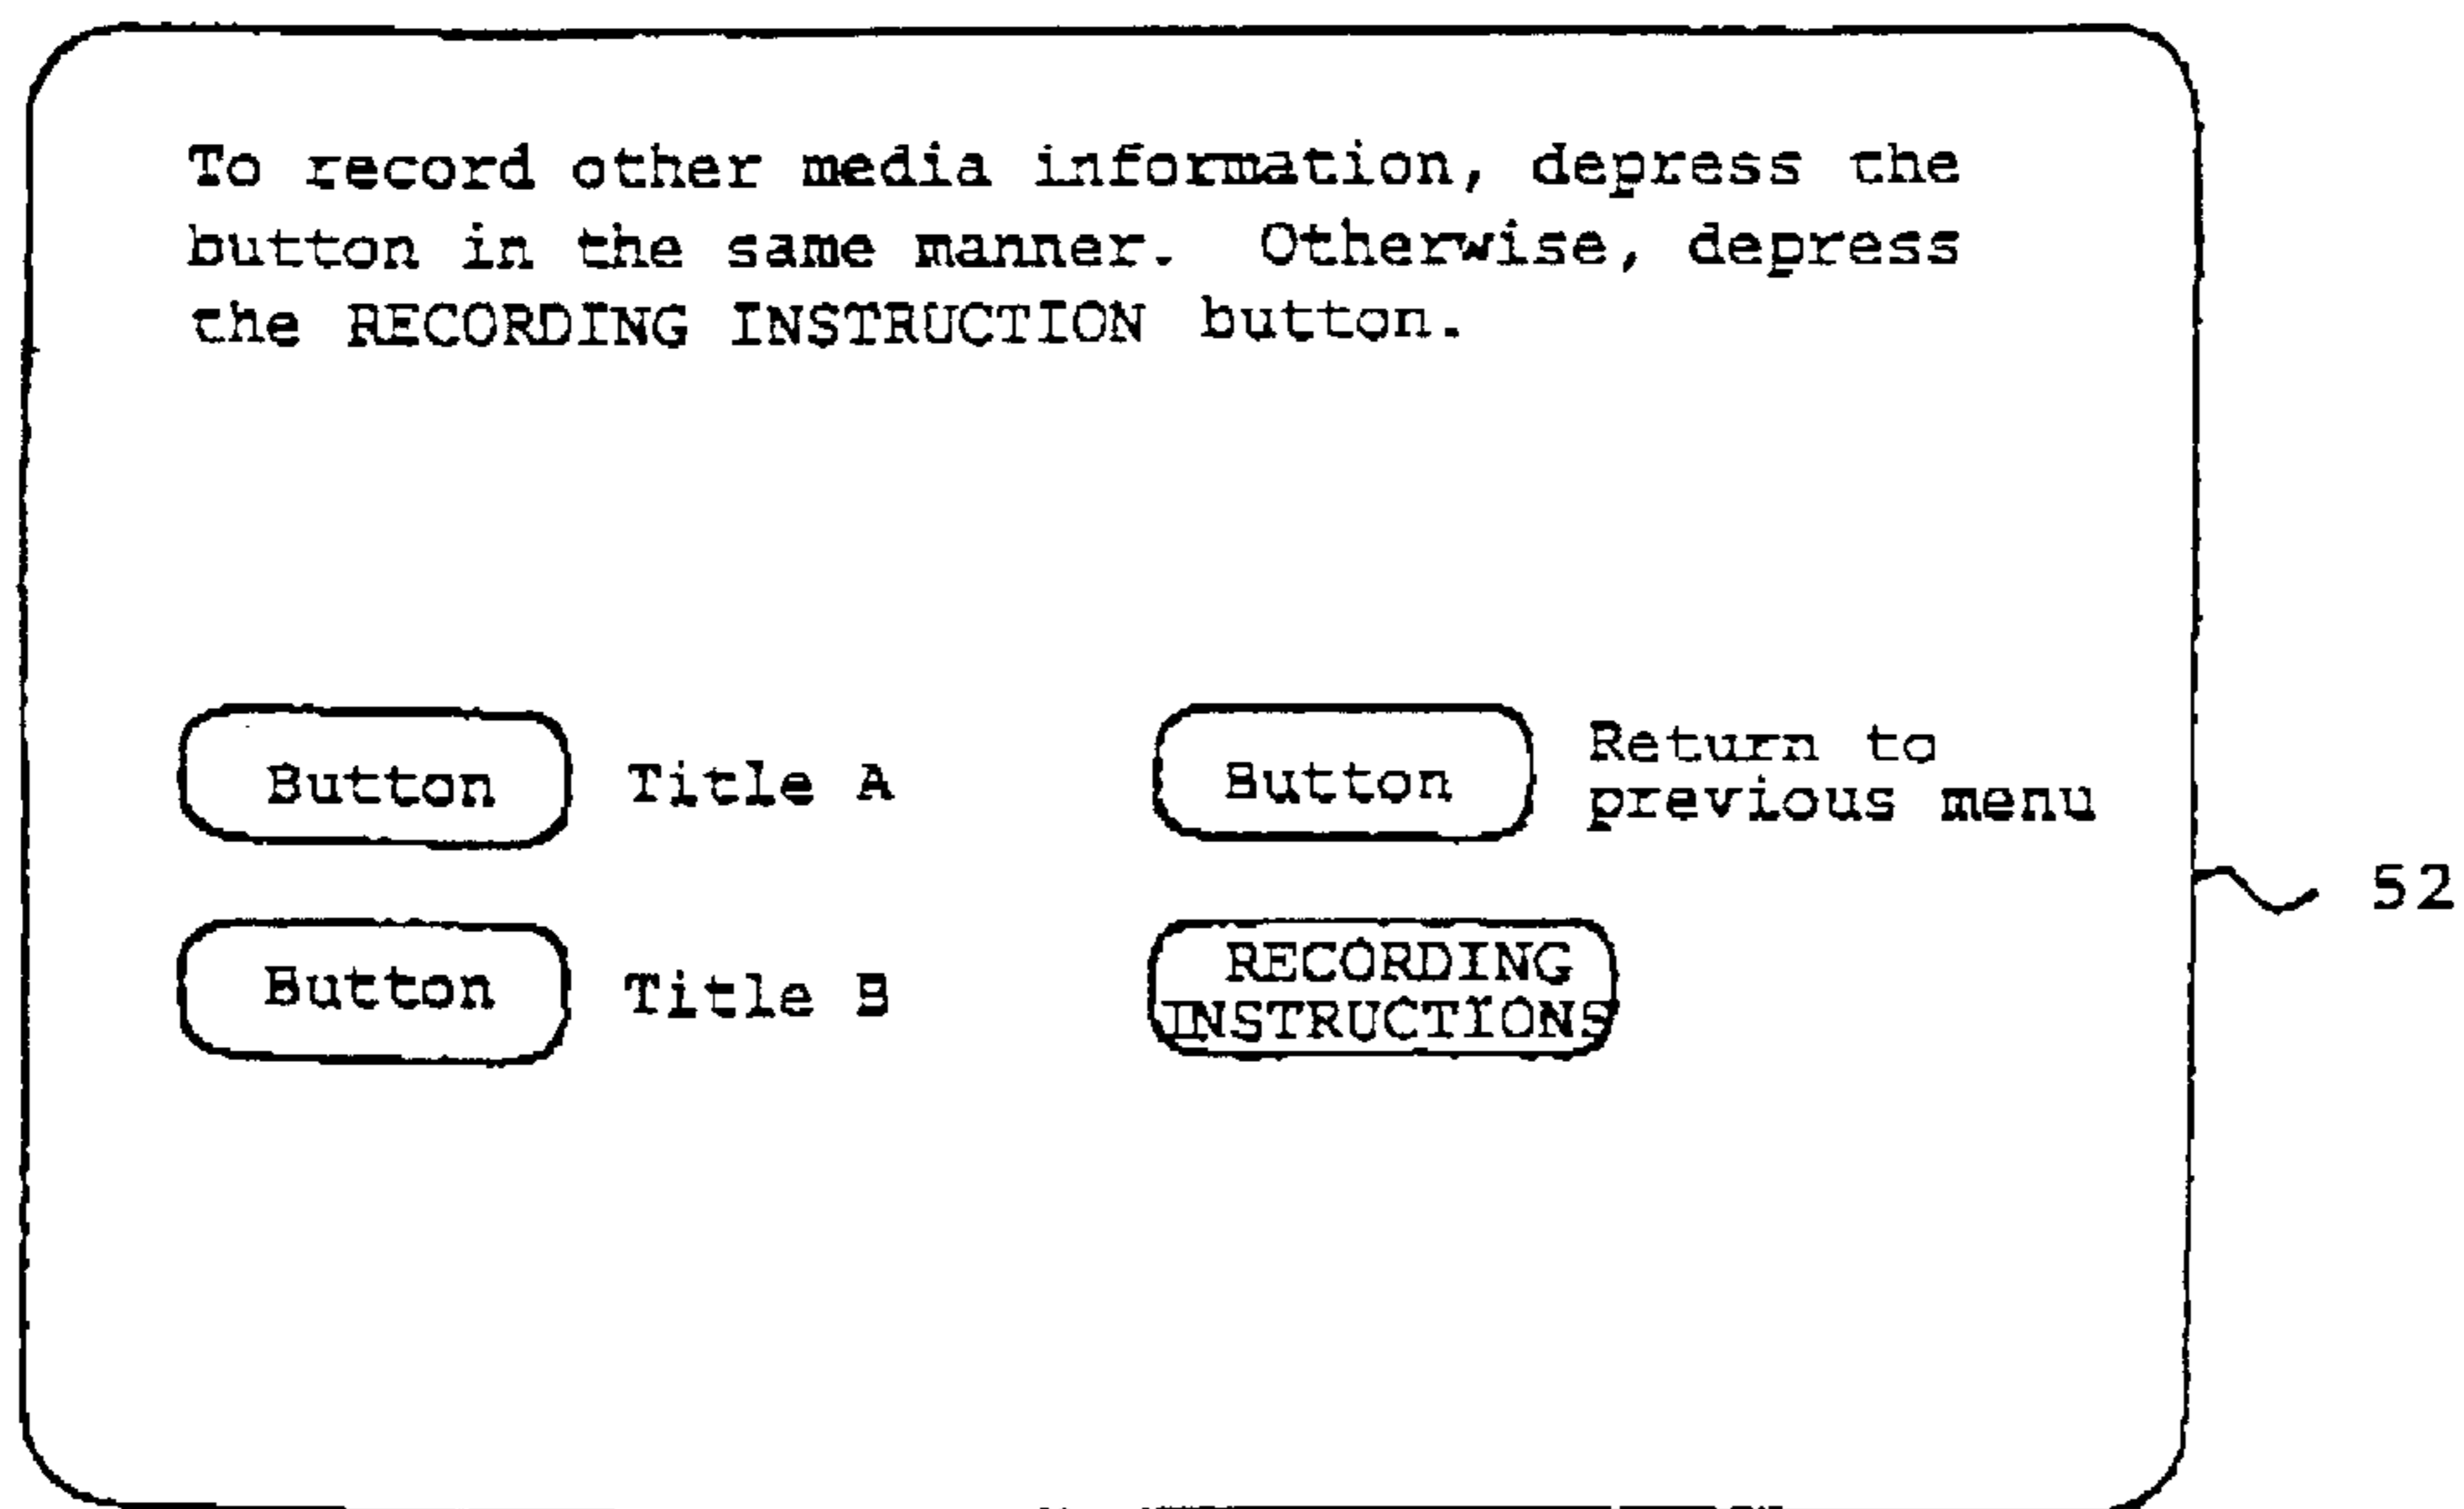 To record other media information, depress the
button in the same manner. Otherwise, depress
the RECORDING INSTRUCTION button.
Button Title A
Button Return to
previous menu
52
Button Title B
RECORDING
INSTRUCTIONS